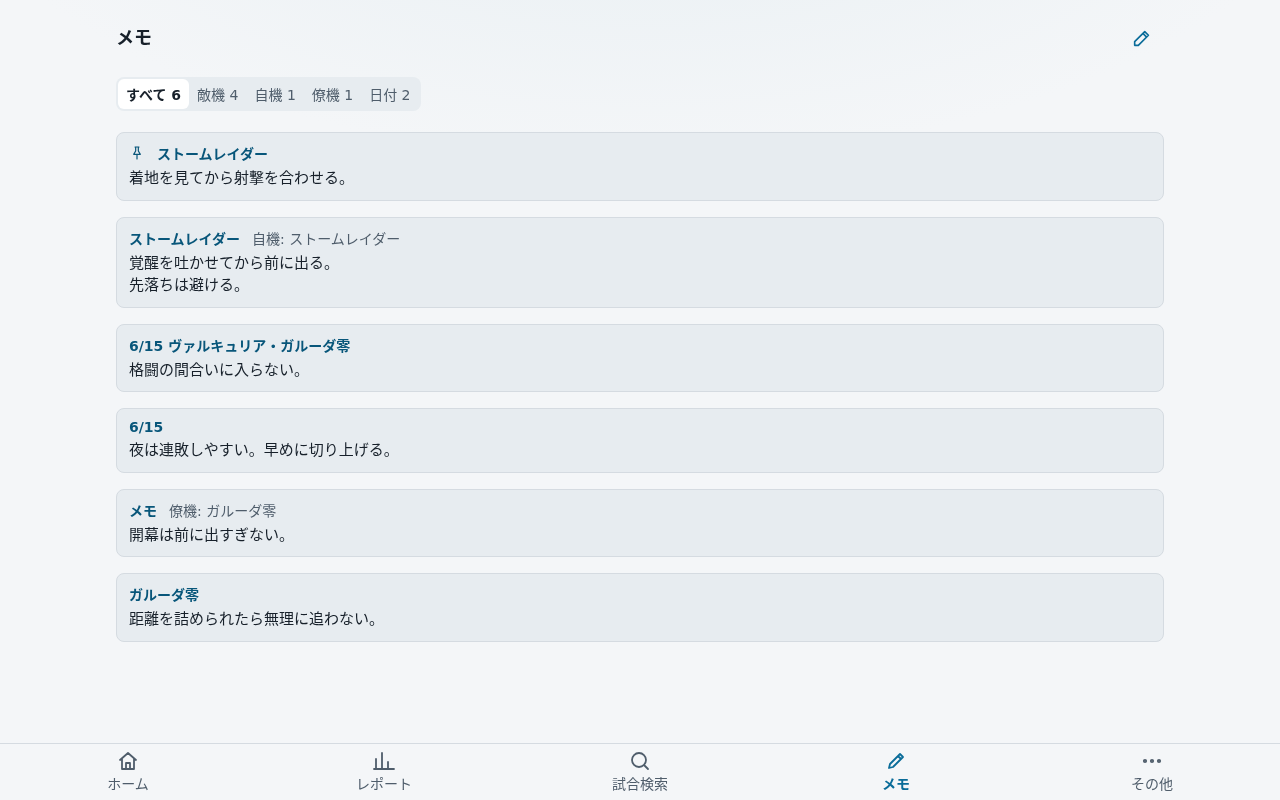 メモ
すべて 6 敵機 4 自機 1 僚機 1 日付 2
ストームレイダー
着地を見てから射撃を合わせる。
ストームレイダー 自機: ストームレイダー
覚醒を吐かせてから前に出る。
先落ちは避ける。
6/15 ヴァルキュリア・ガルーダ零
格闘の間合いに入らない。
6/15
夜は連敗しやすい。早めに切り上げる。
メモ 僚機: ガルーダ零
開幕は前に出すぎない。
ガルーダ零
距離を詰められたら無理に追わない。
ホーム レポート 試合検索 メモ その他